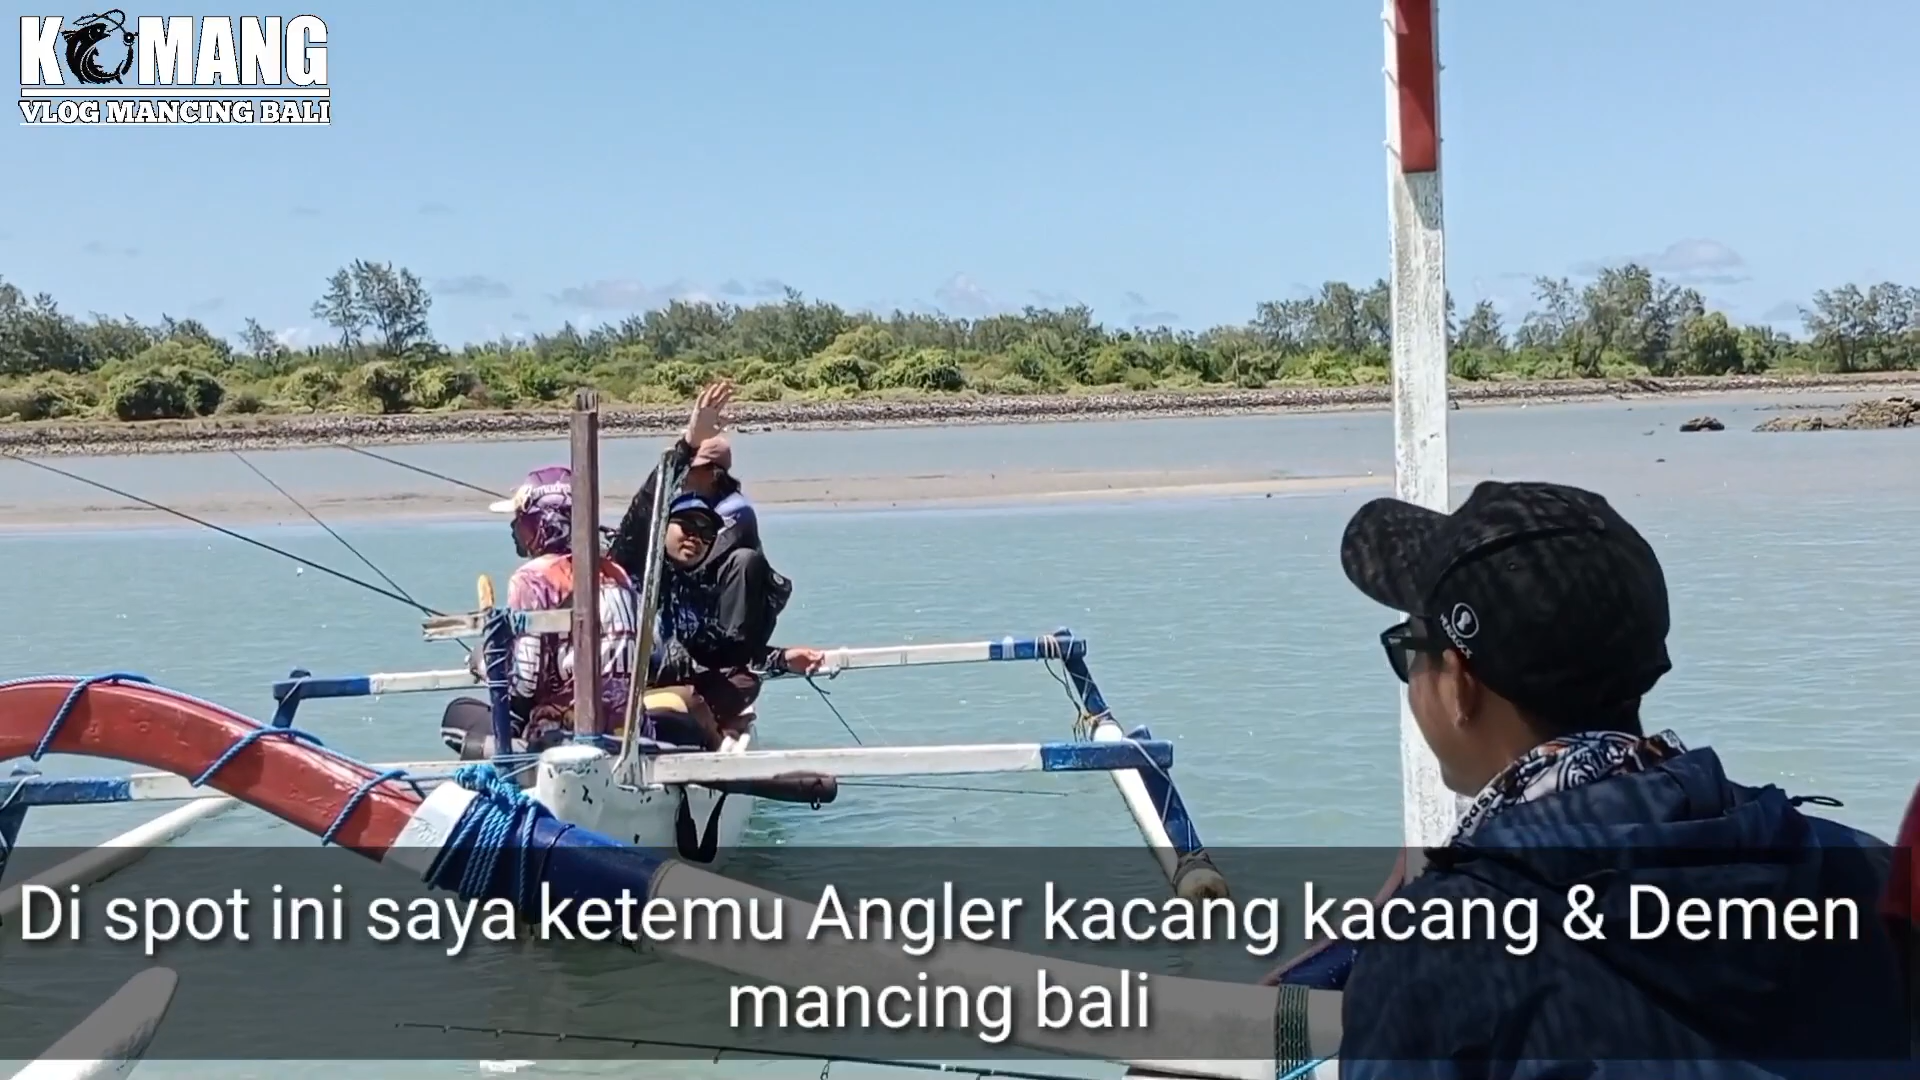 KOMANG
VLOG MANCING BALI
Di spot ini saya ketemu Angler kacang kacang & Demen
mancing bali